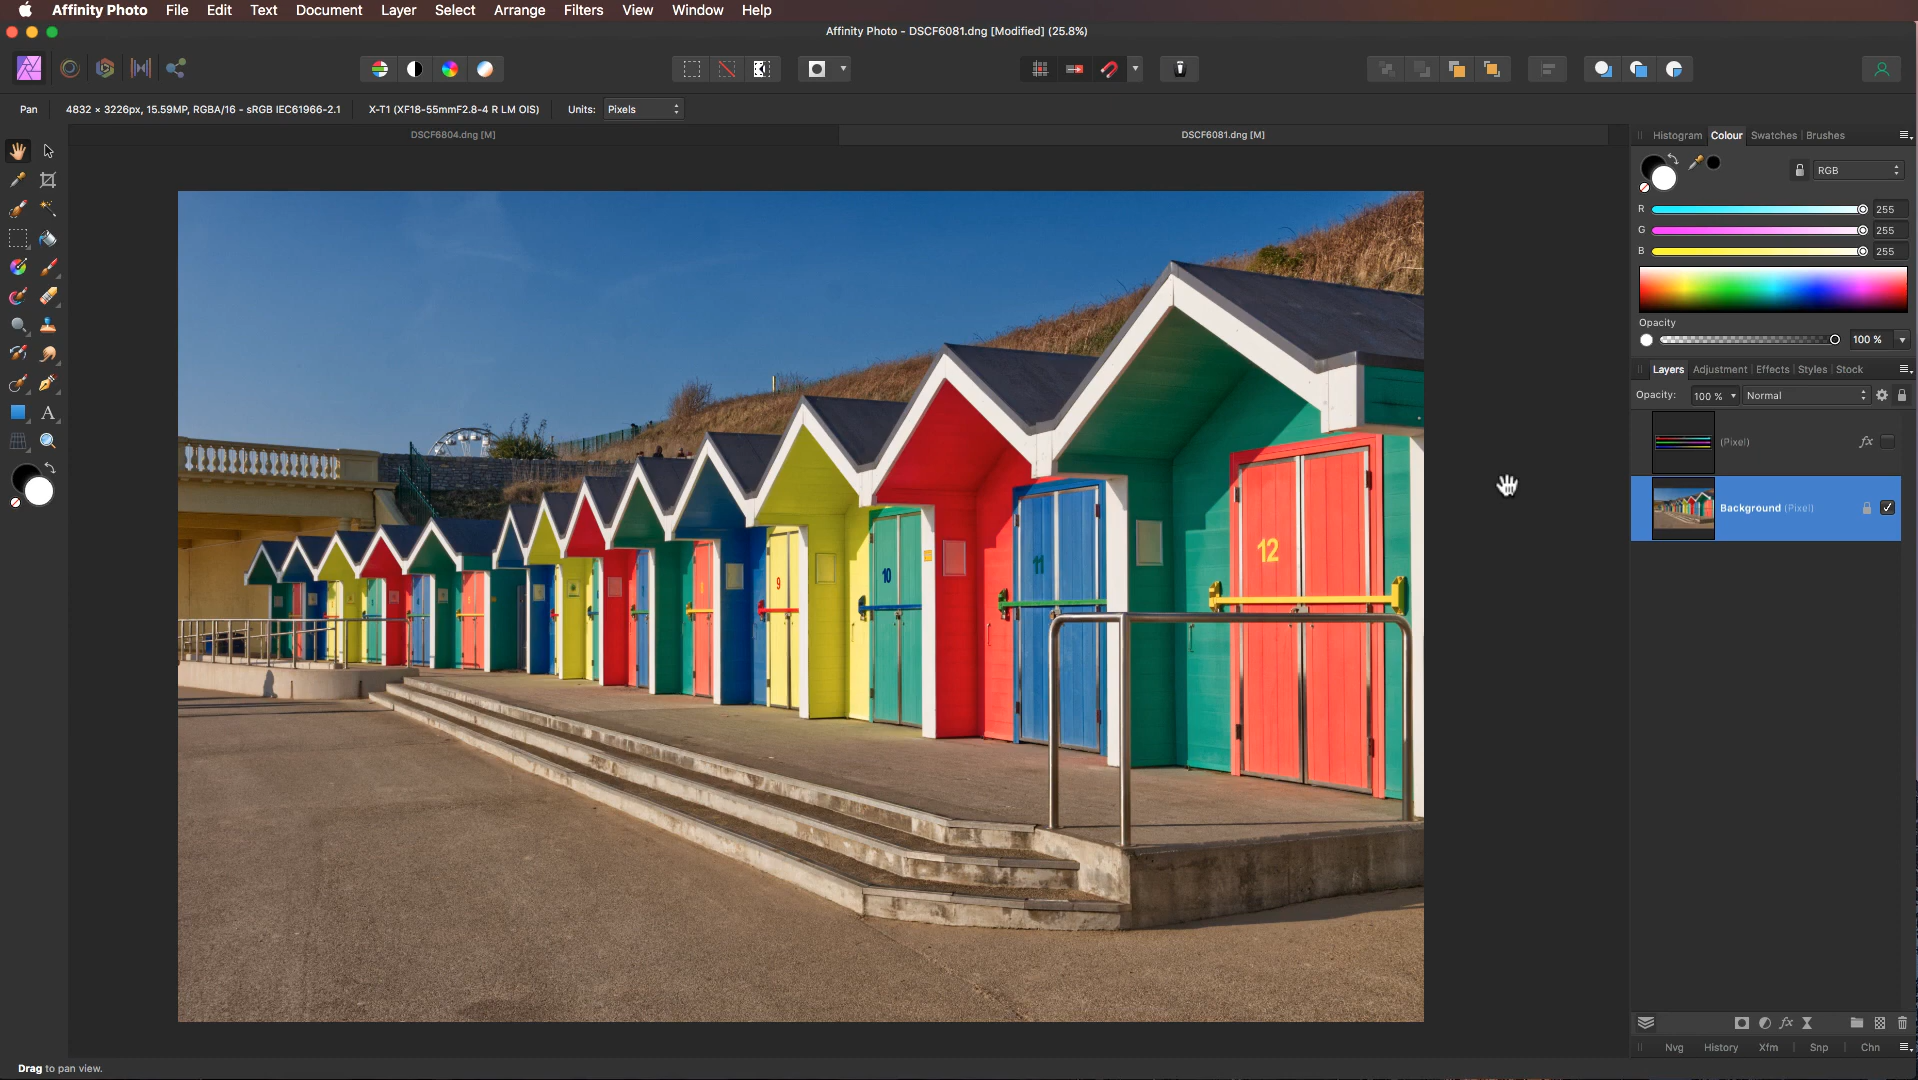 Affinity Photo File Edit Text Document Layer Select Arrange Filters View Window Help
Affinity Photo - DSCF6081.dng [Modified] (25.8%)
Pan 4832 × 3226px, 15.59MP, RGBA/16 - sRGB IEC61966-2.1 X-T1 (XF18-55mmF2.8-4 R LM OIS) Units: Pixels
DSCF6804.dng [M] DSCF6081.dng [M]
Histogram Colour Swatches Brushes
RGB
R 255
G 255
B 255
Opacity
100 %
Layers Adjustment Effects Styles Stock
Opacity: 100 % Normal
(Pixel) fx
Background (Pixel)
A
9
10
11
12
fx
Nvg History Xfm Snp Chn
Drag to pan view.